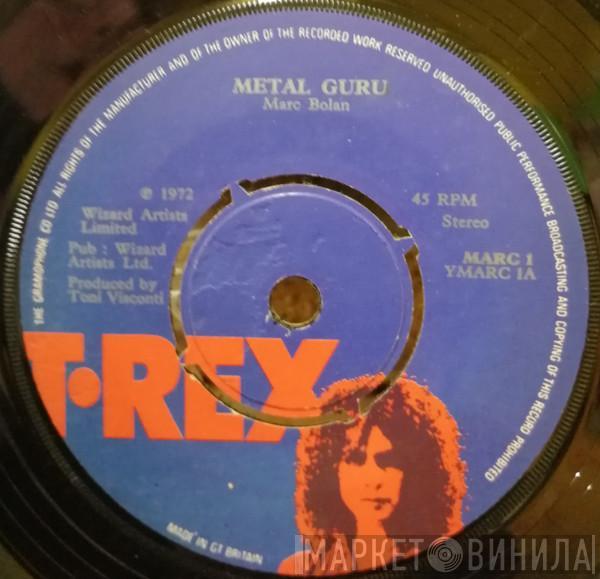 THE GRAMOPHONE CO LTD ALL RIGHTS OF THE MANUFACTURER AND OF THE OWNER OF THE RECORDED WORK RESERVED UNAUTHORISED PUBLIC PERFORMANCE BROADCASTING AND COPYING OF THIS RECORD PROHIBITED
METAL GURU
Marc Bolan
℗ 1972
Wizard Artists
Limited
Pub : Wizard
Artists Ltd.
Produced by
Toni Visconti
45 RPM
Stereo
MARC 1
YMARC 1A
T•REX
MADE IN GT BRITAIN
МАРКЕТ ВИНИЛА